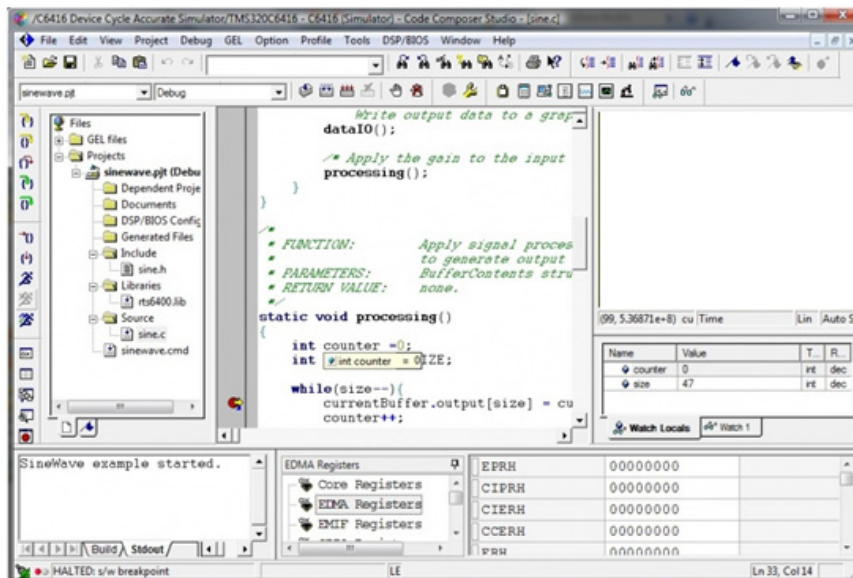 /C6416 Device Cycle Accurate Simulator/TMS320C6416 - C6416 (Simulator) - Code Composer Studio - [sine.c]
File Edit View Project Debug GEL Option Profile Tools DSP/BIOS Window Help
sinewave.pjt
Debug
Files
GEL files
Projects
sinewave.pjt (Debu
Dependent Proje
Documents
DSP/BIOS Config
Generated Files
Include
sine.h
Libraries
rts6400.lib
Source
sine.c
sinewave.cmd
Write output data to a grap
dataIO();
/* Apply the gain to the input
processing();
}
}
/*
* FUNCTION: Apply signal proces
* to generate output
* PARAMETERS: BufferContents stru
* RETURN VALUE: none.
*/
static void processing()
{
int counter =0;
int
int counter = 0
IZE;
while(size--){
currentBuffer.output[size] = cu
counter++;
(99, 5.36871e+8) cu Time Lin Auto S
Name Value T... R...
counter 0 int dec
size 47 int dec
Watch Locals Watch 1
SineWave example started.
Build Stdout
EDMA Registers
Core Registers
EDMA Registers
EMIF Registers
EPRH 00000000
CIPRH 00000000
CIERH 00000000
CCERH 00000000
ERH 00000000
HALTED: s/w breakpoint LE Ln 33, Col 14